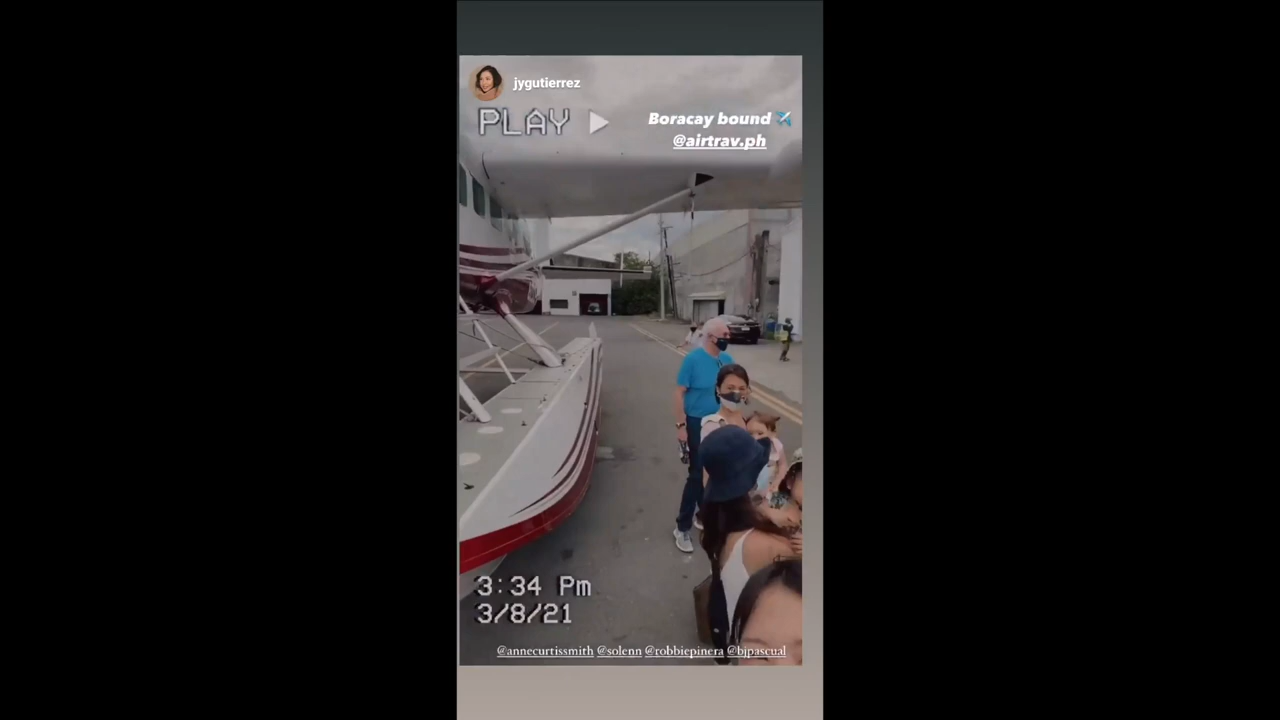 jygutierrez
PLAY
Boracay bound ✈️
@airtrav.ph
3:34 Pm
3/8/21
@annecurtissmith @solenn @robbiepinera @bjpascual